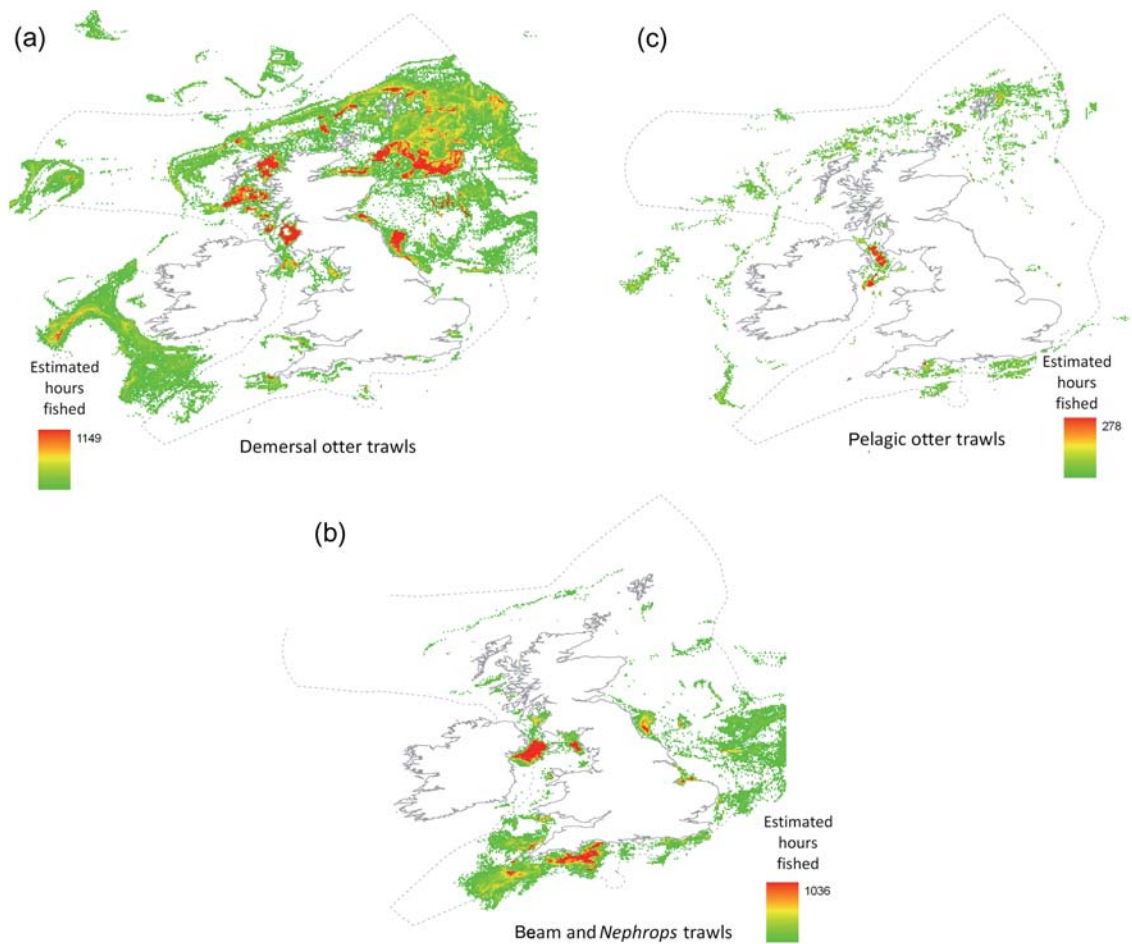 (a)
Estimated
hours
fished
1149
Demersal otter trawls
(c)
Estimated
hours
fished
278
Pelagic otter trawls
(b)
Estimated
hours
fished
1036
Beam and Nephrops trawls